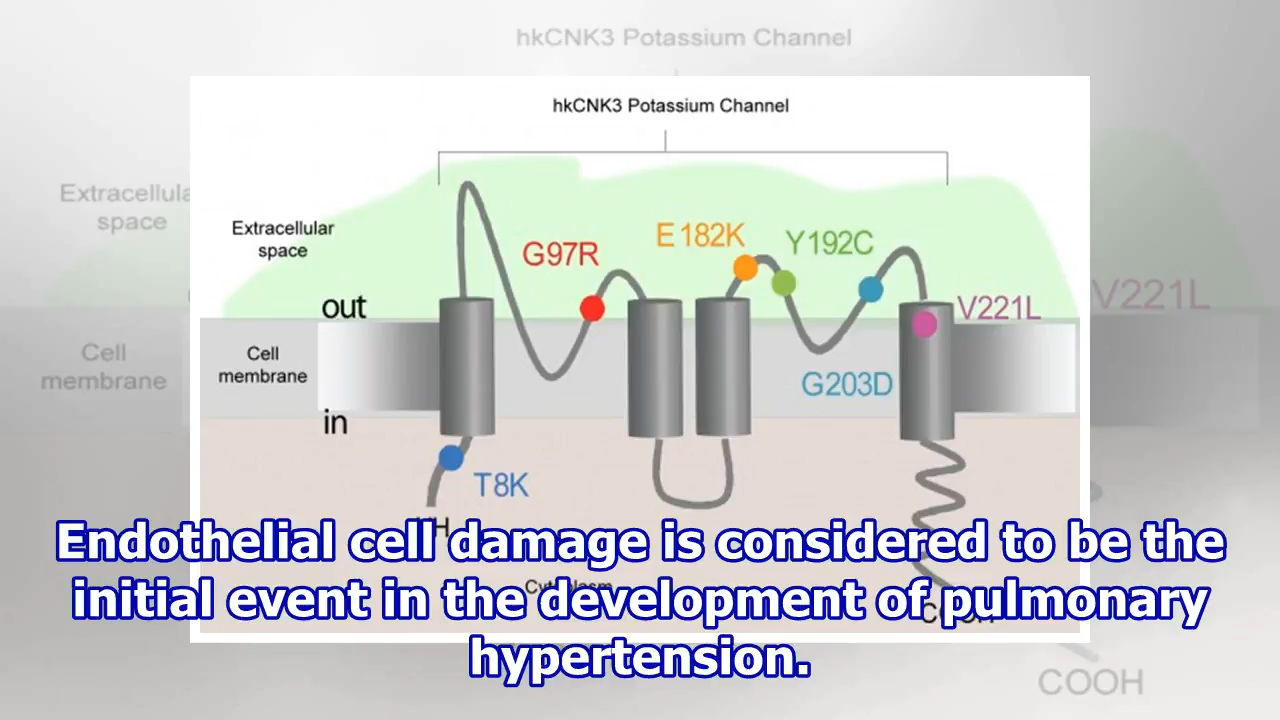 hkCNK3 Potassium Channel
hkCNK3 Potassium Channel
Extracellular
space
Extracellula
space
E182K
Y192C
G97R
out
V221L
V221L
Cell
membrane
Cell
membrane
G203D
in
T8K
Endothelial cell damage is considered to be the
initial event in the development of pulmonary
hypertension.
COOH